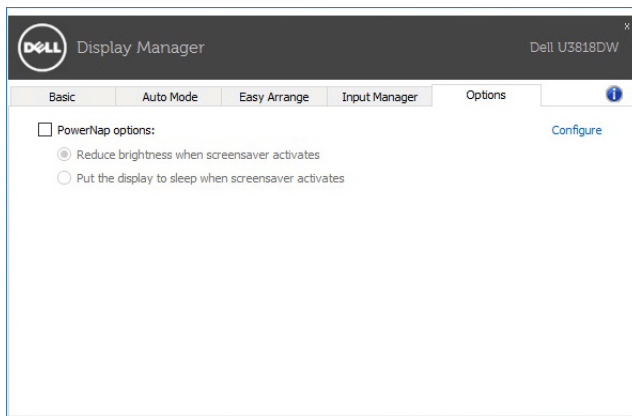 DELL Display Manager
Dell U3818DW
x
Basic Auto Mode Easy Arrange Input Manager Options i
PowerNap options: Configure
Reduce brightness when screensaver activates
Put the display to sleep when screensaver activates